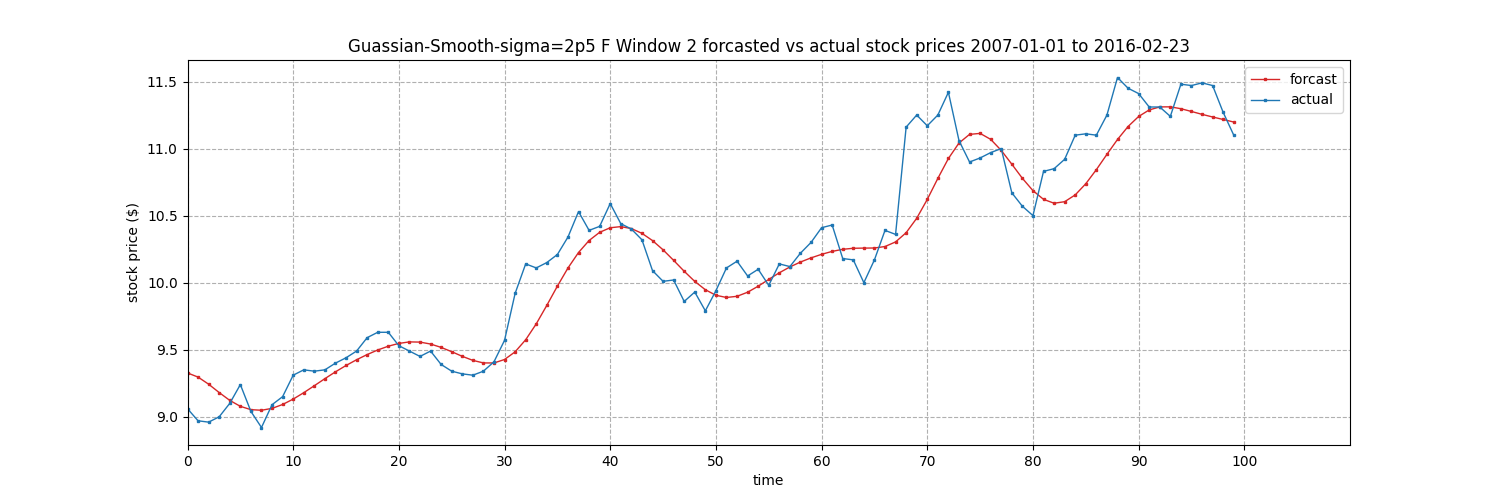 Guassian-Smooth-sigma=2p5 F Window 2 forcasted vs actual stock prices 2007-01-01 to 2016-02-23
forcast
actual
stock price ($)
11.5
11.0
10.5
10.0
9.5
9.0
0 10 20 30 40 50 60 70 80 90 100
time